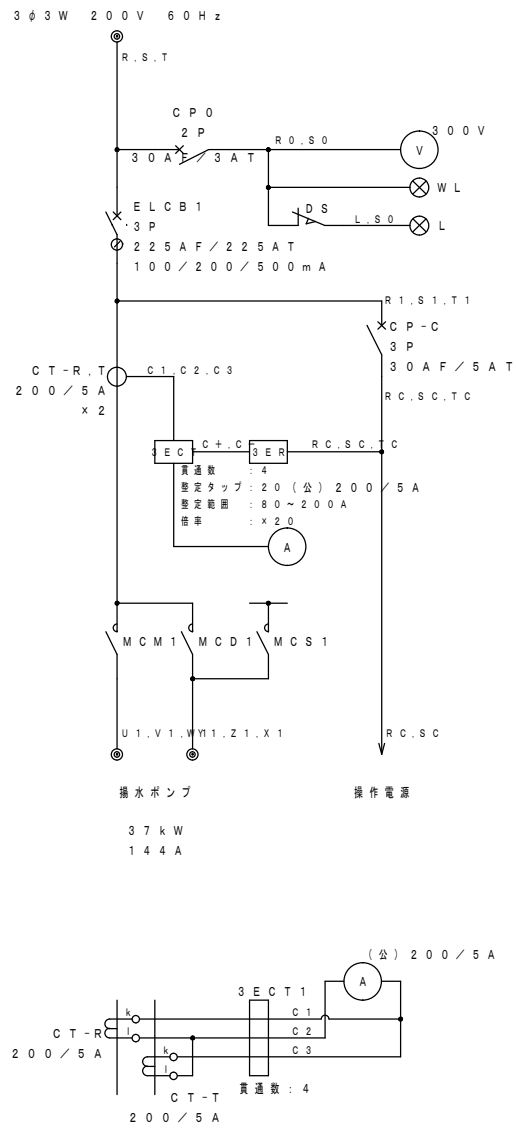 3φ3W 200V 60Hz
R.S.T
CP0
2P
30AF/3AT
R0.S0
300V
V
WL
DS
L.S0
L
ELCB1
3P
225AF/225AT
100/200/500mA
R1.S1.T1
CP-C
3P
30AF/5AT
RC.SC.TC
CT-R.T
200/5A
×2
C1.C2.C3
3ECT
C+.C-
3ER
RC.SC.TC
貫通数 : 4
整定タップ : 20 (公) 200/5A
整定範囲 : 80~200A
倍率 : ×20
A
MCM1
MCD1
MCS1
U1.V1.W1
Y1.Z1.X1
RC.SC
揚水ポンプ
操作電源
37kW
144A
(公) 200/5A
A
3ECT1
k
C1
l
C2
CT-R
200/5A
k
C3
l
貫通数:4
CT-T
200/5A